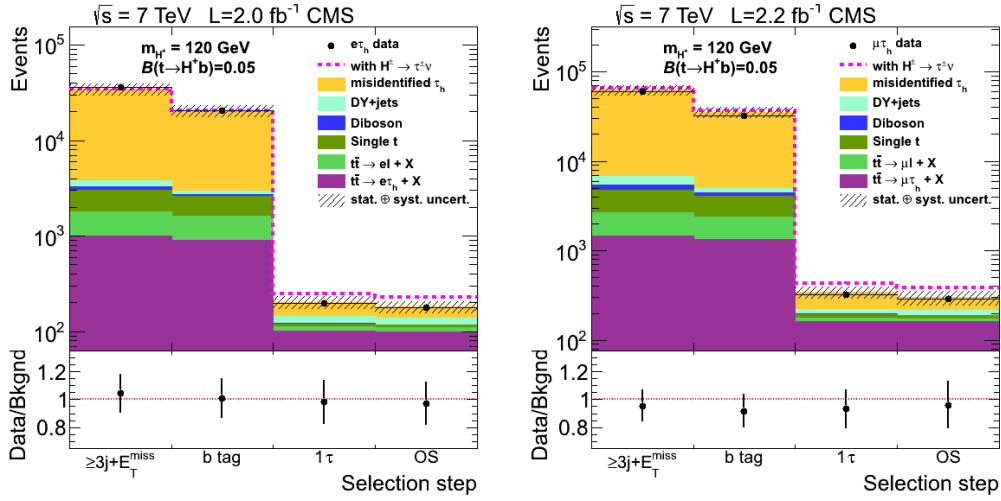 √s = 7 TeV L=2.0 fb⁻¹ CMS
Events
10⁵
10⁴
10³
10²
m_H⁺ = 120 GeV
B(t→H⁺b)=0.05
eτ_h data
with H^± → τ^±ν
misidentified τ_h
DY+jets
Diboson
Single t
tt̄ → el + X
tt̄ → eτ_h + X
stat. ⊕ syst. uncert.
Data/Bkgnd
1.2
1
0.8
≥3j+E_T^miss
b tag
1 τ
OS
Selection step
√s = 7 TeV L=2.2 fb⁻¹ CMS
Events
10⁵
10⁴
10³
10²
m_H⁺ = 120 GeV
B(t→H⁺b)=0.05
μτ_h data
with H^± → τ^±ν
misidentified τ_h
DY+jets
Diboson
Single t
tt̄ → μl + X
tt̄ → μτ_h + X
stat. ⊕ syst. uncert.
Data/Bkgnd
1.2
1
0.8
≥3j+E_T^miss
b tag
1 τ
OS
Selection step